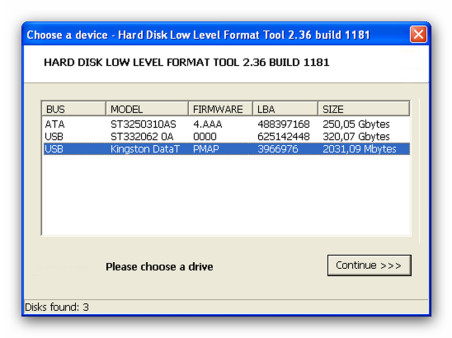 Choose a device - Hard Disk Low Level Format Tool 2.36 build 1181
HARD DISK LOW LEVEL FORMAT TOOL 2.36 BUILD 1181
BUS MODEL FIRMWARE LBA SIZE
ATA ST3250310AS 4.AAA 488397168 250,05 Gbytes
USB ST332062 0A 0000 625142448 320,07 Gbytes
USB Kingston DataT PMAP 3966976 2031,09 Mbytes
Please choose a drive
Continue >>>
Disks found: 3